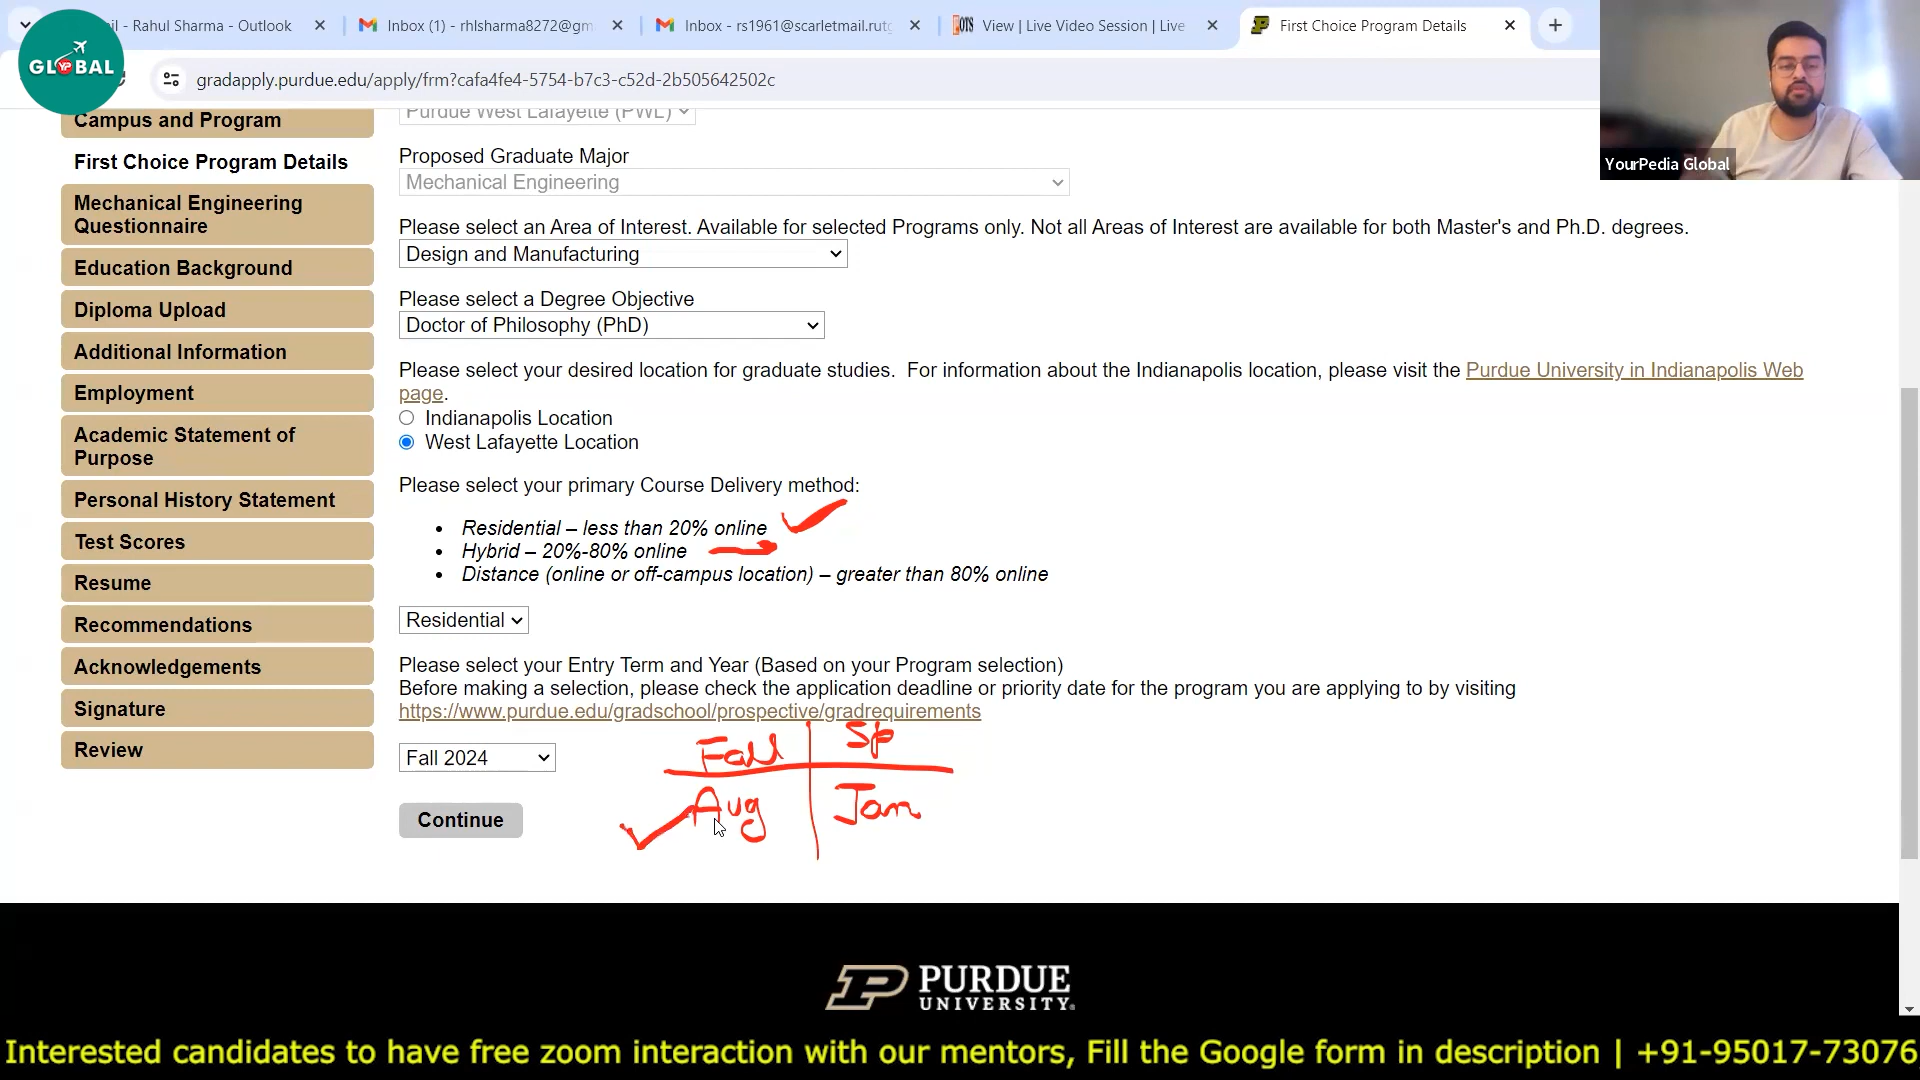 il - Rahul Sharma - Outlook
Inbox (1) - rhlsharma8272@gm
Inbox - rs1961@scarletmail.rutg
View | Live Video Session | Live
First Choice Program Details
GLOBAL
YP
gradapply.purdue.edu/apply/frm?cafa4fe4-5754-b7c3-c52d-2b505642502c
YourPedia Global
Campus and Program
First Choice Program Details
Mechanical Engineering
Questionnaire
Education Background
Diploma Upload
Additional Information
Employment
Academic Statement of
Purpose
Personal History Statement
Test Scores
Resume
Recommendations
Acknowledgements
Signature
Review
Purdue West Lafayette (PWL)
Proposed Graduate Major
Mechanical Engineering
Please select an Area of Interest. Available for selected Programs only. Not all Areas of Interest are available for both Master's and Ph.D. degrees.
Design and Manufacturing
Please select a Degree Objective
Doctor of Philosophy (PhD)
Please select your desired location for graduate studies. For information about the Indianapolis location, please visit the Purdue University in Indianapolis Web
page.
Indianapolis Location
West Lafayette Location
Please select your primary Course Delivery method:
• Residential – less than 20% online
• Hybrid – 20%-80% online
• Distance (online or off-campus location) – greater than 80% online
Residential
Please select your Entry Term and Year (Based on your Program selection)
Before making a selection, please check the application deadline or priority date for the program you are applying to by visiting
https://www.purdue.edu/gradschool/prospective/gradrequirements
Fall 2024
Fall Sp
Aug Jan
Continue
PURDUE
UNIVERSITY
Interested candidates to have free zoom interaction with our mentors, Fill the Google form in description | +91-95017-73076